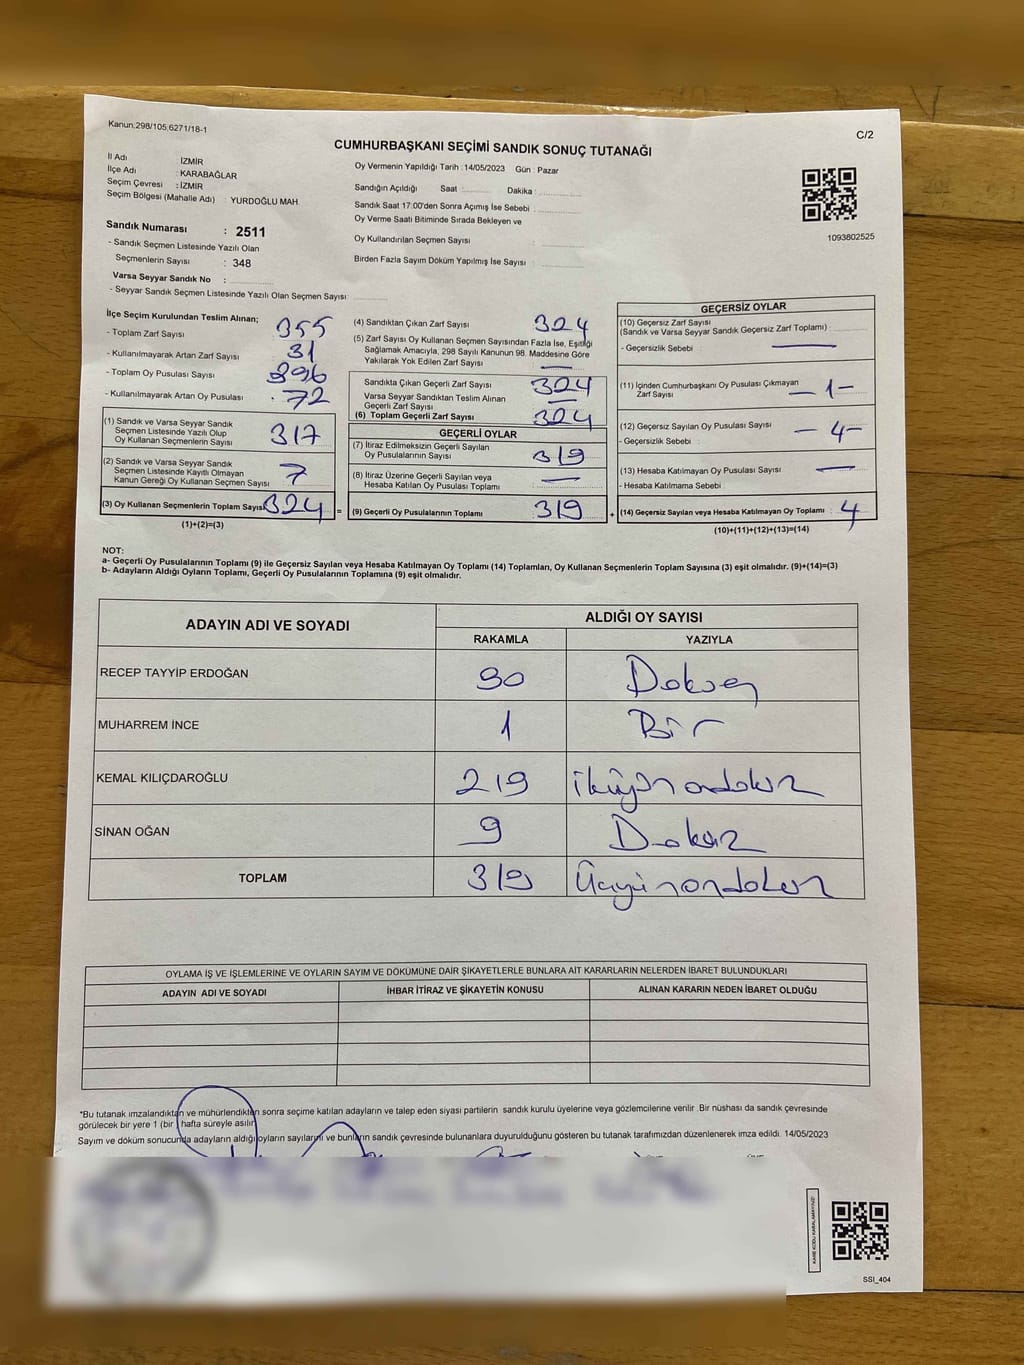 Kanun:298/105,6271/18-1
C/2
CUMHURBAŞKANI SEÇİMİ SANDIK SONUÇ TUTANAĞI
İl Adı : İZMİR
İlçe Adı : KARABAĞLAR
Seçim Çevresi : İZMİR
Seçim Bölgesi (Mahalle Adı) : YURDOĞLU MAH.
Oy Vermenin Yapıldığı Tarih :14/05/2023 Gün : Pazar
Sandığın Açıldığı Saat : Dakika :
Sandık Saat 17:00'den Sonra Açımış İse Sebebi :
Oy Verme Saati Bitiminde Sırada Bekleyen ve
Oy Kullandırılan Seçmen Sayısı :
Birden Fazla Sayım Döküm Yapılmış İse Sayısı :
1093802525
Sandık Numarası : 2511
- Sandık Seçmen Listesinde Yazılı Olan
Seçmenlerin Sayısı : 348
Varsa Seyyar Sandık No :
- Seyyar Sandık Seçmen Listesinde Yazılı Olan Seçmen Sayısı:
İlçe Seçim Kurulundan Teslim Alınan;
- Toplam Zarf Sayısı 355
- Kullanılmayarak Artan Zarf Sayısı 31
- Toplam Oy Pusulası Sayısı 396
- Kullanılmayarak Artan Oy Pusulası 72
(1) Sandık ve Varsa Seyyar Sandık
Seçmen Listesinde Yazılı Olup
Oy Kullanan Seçmenlerin Sayısı 317
(2) Sandık ve Varsa Seyyar Sandık
Seçmen Listesinde Kayıtlı Olmayan
Kanun Gereği Oy Kullanan Seçmen Sayısı 7
(3) Oy Kullanan Seçmenlerin Toplam Sayısı 324
(1)+(2)=(3)
(4) Sandıktan Çıkan Zarf Sayısı 324
(5) Zarf Sayısı Oy Kullanan Seçmen Sayısından Fazla İse, Eşitliği
Sağlamak Amacıyla, 298 Sayılı Kanunun 98. Maddesine Göre
Yakılarak Yok Edilen Zarf Sayısı —
Sandıkta Çıkan Geçerli Zarf Sayısı 324
Varsa Seyyar Sandıktan Teslim Alınan
Geçerli Zarf Sayısı —
(6) Toplam Geçerli Zarf Sayısı 324
GEÇERLİ OYLAR
(7) İtiraz Edilmeksizin Geçerli Sayılan
Oy Pusulalarının Sayısı 319
(8) İtiraz Üzerine Geçerli Sayılan veya
Hesaba Katılan Oy Pusulası Toplamı —
= (9) Geçerli Oy Pusulalarının Toplamı 319
GEÇERSİZ OYLAR
(10) Geçersiz Zarf Sayısı
(Sandık ve Varsa Seyyar Sandık Geçersiz Zarf Toplamı) :
- Geçersizlik Sebebi : —
(11) İçinden Cumhurbaşkanı Oy Pusulası Çıkmayan
Zarf Sayısı — 1 —
(12) Geçersiz Sayılan Oy Pusulası Sayısı — 4 —
- Geçersizlik Sebebi :
(13) Hesaba Katılmayan Oy Pusulası Sayısı —
- Hesaba Katılmama Sebebi :
+ (14) Geçersiz Sayılan veya Hesaba Katılmayan Oy Toplamı : 4
(10)+(11)+(12)+(13)=(14)
NOT:
a- Geçerli Oy Pusulalarının Toplamı (9) ile Geçersiz Sayılan veya Hesaba Katılmayan Oy Toplamı (14) Toplamları, Oy Kullanan Seçmenlerin Toplam Sayısına (3) eşit olmalıdır. (9)+(14)=(3)
b- Adayların Aldığı Oyların Toplamı, Geçerli Oy Pusulalarının Toplamına (9) eşit olmalıdır.
ADAYIN ADI VE SOYADI ALDIĞI OY SAYISI
RAKAMLA YAZIYLA
RECEP TAYYİP ERDOĞAN 90 Doksan
MUHARREM İNCE 1 Bir
KEMAL KILIÇDAROĞLU 219 ikiyüzondokuz
SİNAN OĞAN 9 Dokuz
TOPLAM 319 Üçyüzondokuz
OYLAMA İŞ VE İŞLEMLERİNE VE OYLARIN SAYIM VE DÖKÜMÜNE DAİR ŞİKAYETLERLE BUNLARA AİT KARARLARIN NELERDEN İBARET BULUNDUKLARI
ADAYIN ADI VE SOYADI İHBAR İTİRAZ VE ŞİKAYETİN KONUSU ALINAN KARARIN NEDEN İBARET OLDUĞU
*Bu tutanak imzalandıktan ve mühürlendikten sonra seçime katılan adayların ve talep eden siyasi partilerin sandık kurulu üyelerine veya gözlemcilerine verilir .Bir nüshası da sandık çevresinde
görülecek bir yere 1 (bir) hafta süreyle asılır
Sayım ve döküm sonucunda adayların aldığı oyların sayılarını ve bunların sandık çevresinde bulunanlara duyurulduğunu gösteren bu tutanak tarafımızdan düzenlenerek imza edildi. 14/05/2023
KARE KODU KARALAMAYINIZ!
SSI_404